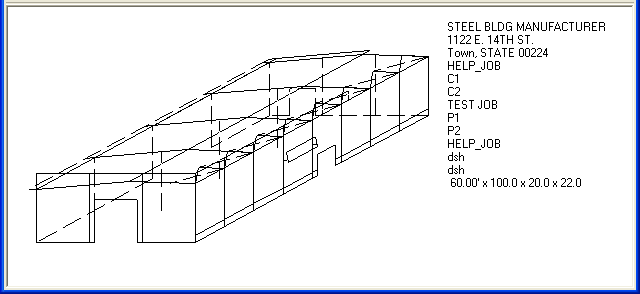 STEEL BLDG MANUFACTURER
1122 E. 14TH ST.
Town, STATE 00224
HELP_JOB
C1
C2
TEST JOB
P1
P2
HELP_JOB
dsh
dsh
60.00' x 100.0 x 20.0 x 22.0